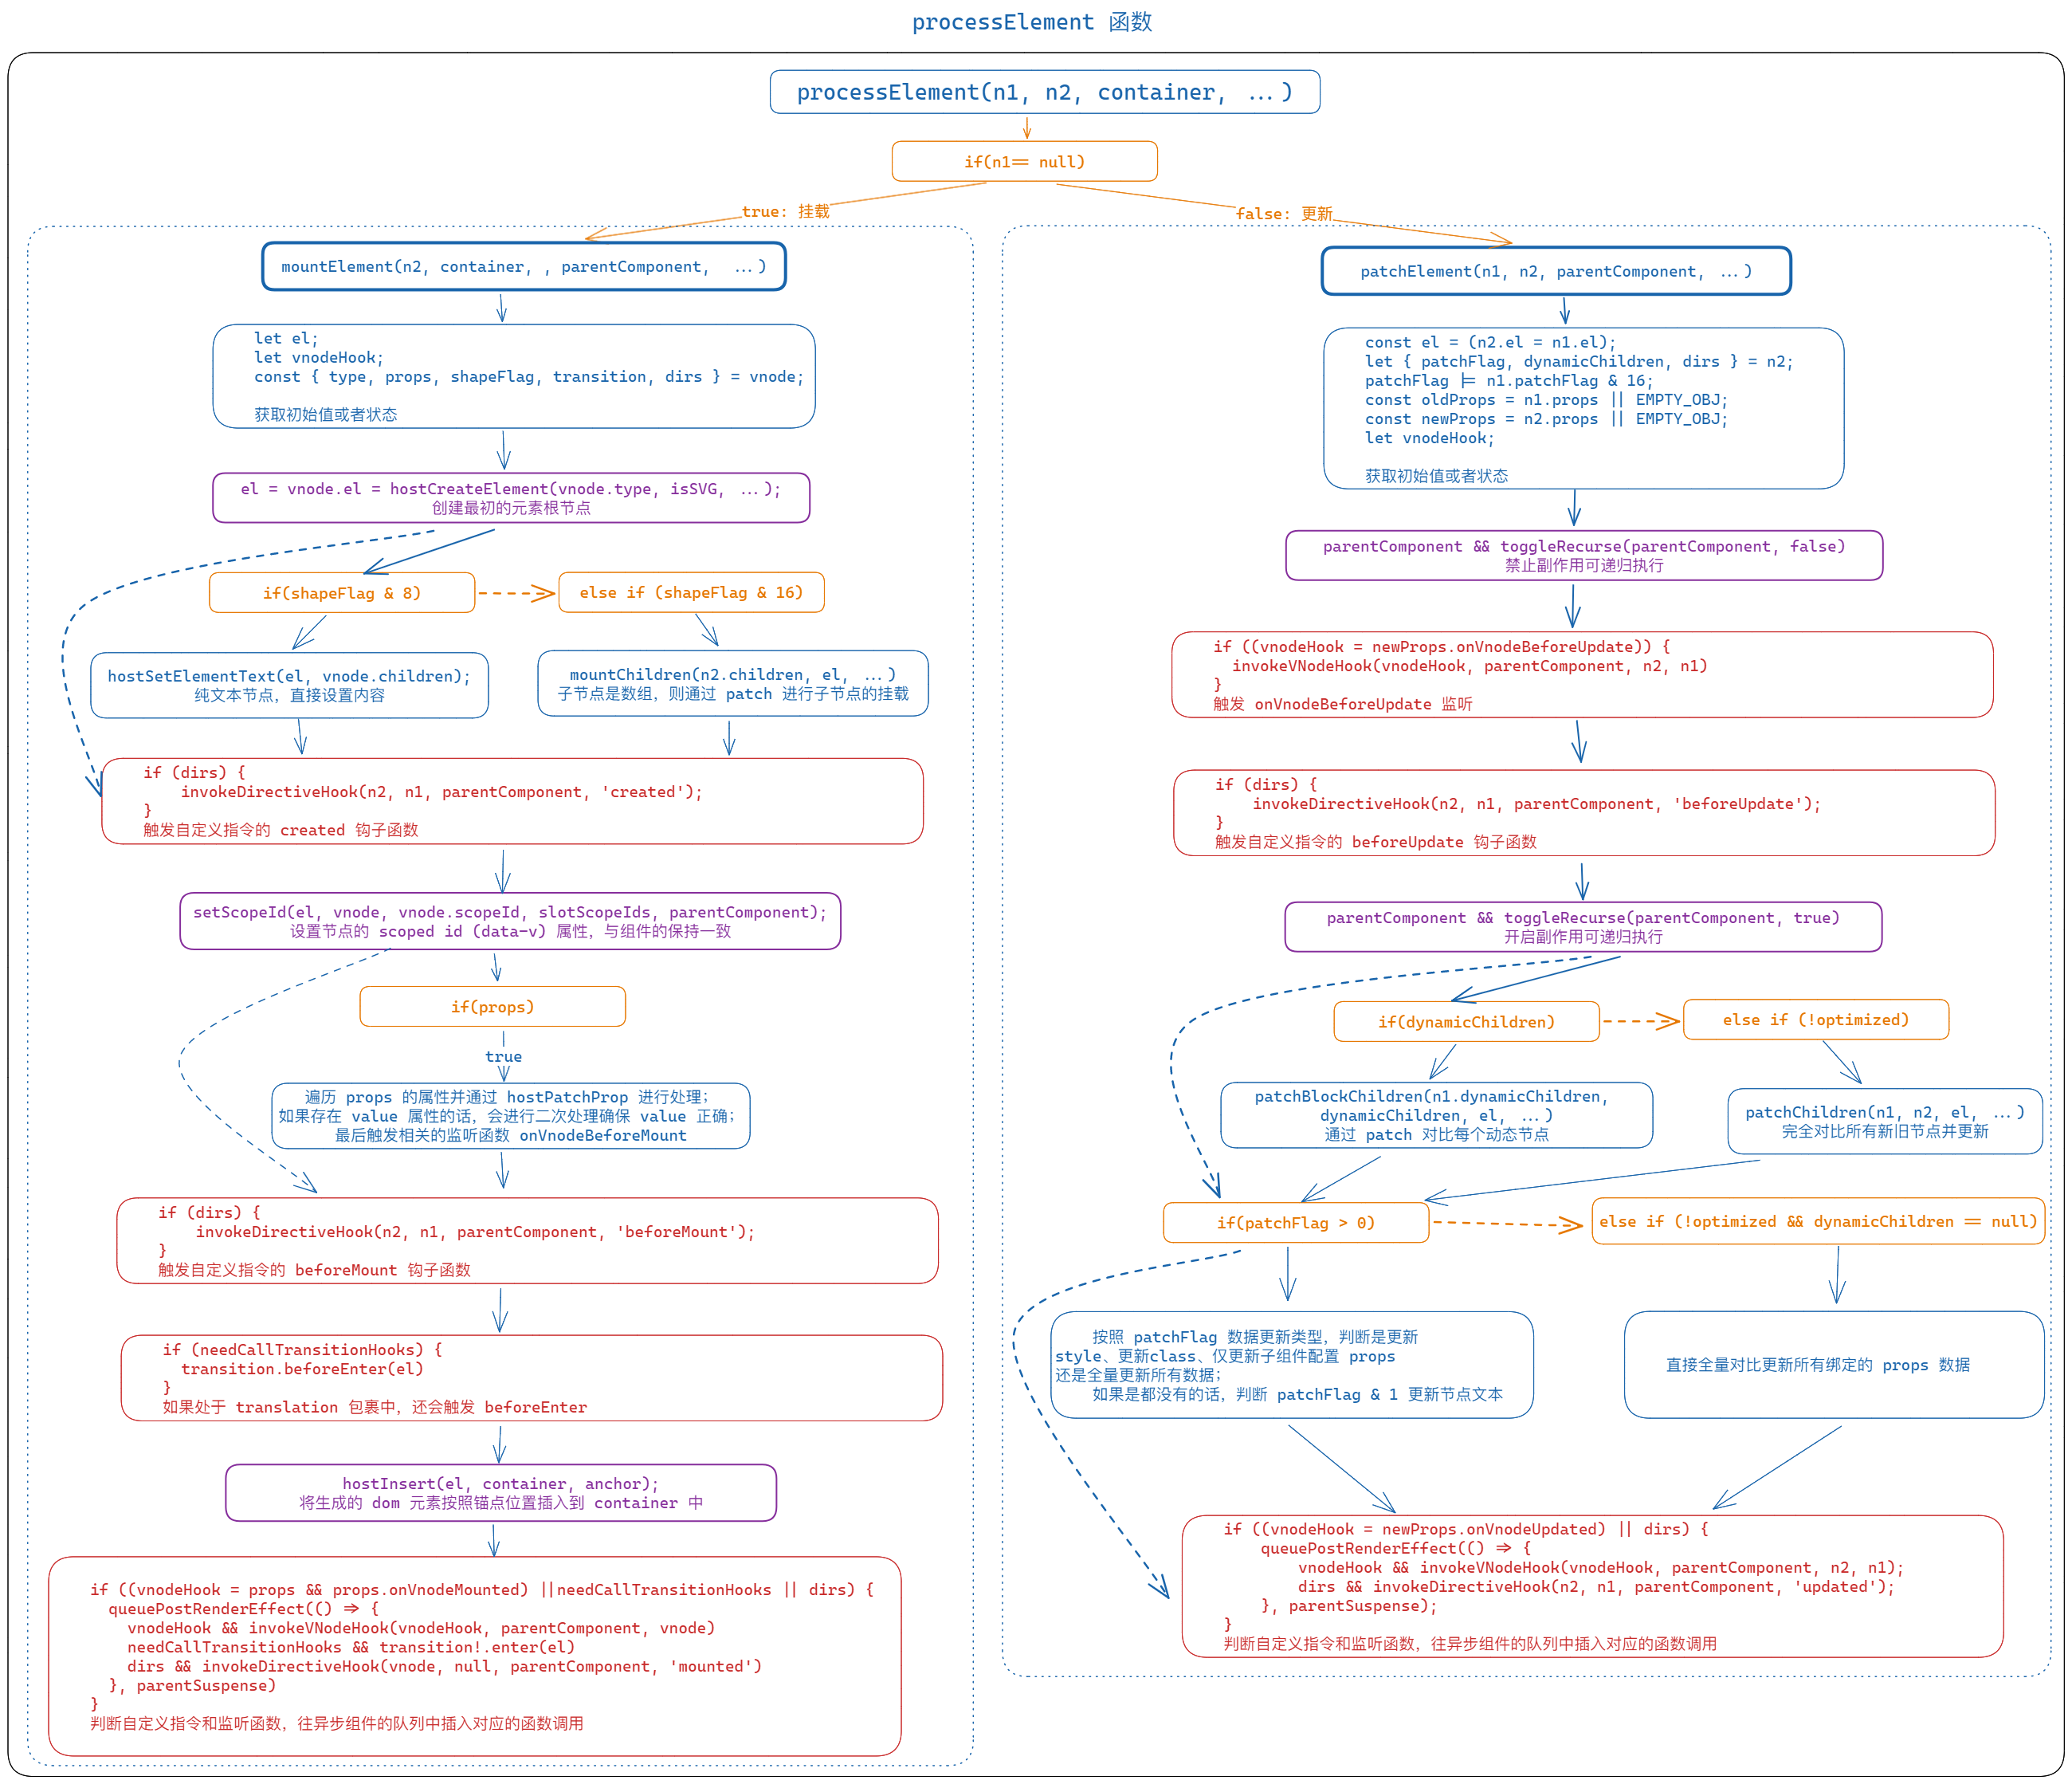 processElement 函数
processElement(n1, n2, container, ...)
if(n1== null)
true: 挂载
false: 更新
mountElement(n2, container, , parentComponent,  ...)
let el;
let vnodeHook;
const { type, props, shapeFlag, transition, dirs } = vnode;
获取初始值或者状态
el = vnode.el = hostCreateElement(vnode.type, isSVG, ...);
创建最初的元素根节点
if(shapeFlag & 8)
else if (shapeFlag & 16)
hostSetElementText(el, vnode.children);
纯文本节点，直接设置内容
mountChildren(n2.children, el, ...)
子节点是数组，则通过 patch 进行子节点的挂载
if (dirs) {
    invokeDirectiveHook(n2, n1, parentComponent, 'created');
}
触发自定义指令的 created 钩子函数
setScopeId(el, vnode, vnode.scopeId, slotScopeIds, parentComponent);
设置节点的 scoped id (data-v) 属性，与组件的保持一致
if(props)
true
遍历 props 的属性并通过 hostPatchProp 进行处理；
如果存在 value 属性的话，会进行二次处理确保 value 正确；
最后触发相关的监听函数 onVnodeBeforeMount
if (dirs) {
    invokeDirectiveHook(n2, n1, parentComponent, 'beforeMount');
}
触发自定义指令的 beforeMount 钩子函数
if (needCallTransitionHooks) {
  transition.beforeEnter(el)
}
如果处于 translation 包裹中，还会触发 beforeEnter
hostInsert(el, container, anchor);
将生成的 dom 元素按照锚点位置插入到 container 中
if ((vnodeHook = props && props.onVnodeMounted) ||needCallTransitionHooks || dirs) {
  queuePostRenderEffect(() => {
    vnodeHook && invokeVNodeHook(vnodeHook, parentComponent, vnode)
    needCallTransitionHooks && transition!.enter(el)
    dirs && invokeDirectiveHook(vnode, null, parentComponent, 'mounted')
  }, parentSuspense)
}
判断自定义指令和监听函数，往异步组件的队列中插入对应的函数调用
patchElement(n1, n2, parentComponent, ...)
const el = (n2.el = n1.el);
let { patchFlag, dynamicChildren, dirs } = n2;
patchFlag |= n1.patchFlag & 16;
const oldProps = n1.props || EMPTY_OBJ;
const newProps = n2.props || EMPTY_OBJ;
let vnodeHook;
获取初始值或者状态
parentComponent && toggleRecurse(parentComponent, false)
禁止副作用可递归执行
if ((vnodeHook = newProps.onVnodeBeforeUpdate)) {
  invokeVNodeHook(vnodeHook, parentComponent, n2, n1)
}
触发 onVnodeBeforeUpdate 监听
if (dirs) {
    invokeDirectiveHook(n2, n1, parentComponent, 'beforeUpdate');
}
触发自定义指令的 beforeUpdate 钩子函数
parentComponent && toggleRecurse(parentComponent, true)
开启副作用可递归执行
if(dynamicChildren)
else if (!optimized)
patchBlockChildren(n1.dynamicChildren,
dynamicChildren, el, ...)
通过 patch 对比每个动态节点
patchChildren(n1, n2, el, ...)
完全对比所有新旧节点并更新
if(patchFlag > 0)
else if (!optimized && dynamicChildren == null)
    按照 patchFlag 数据更新类型，判断是更新
style、更新class、仅更新子组件配置 props
还是全量更新所有数据；
    如果是都没有的话，判断 patchFlag & 1 更新节点文本
直接全量对比更新所有绑定的 props 数据
if ((vnodeHook = newProps.onVnodeUpdated) || dirs) {
    queuePostRenderEffect(() => {
        vnodeHook && invokeVNodeHook(vnodeHook, parentComponent, n2, n1);
        dirs && invokeDirectiveHook(n2, n1, parentComponent, 'updated');
    }, parentSuspense);
}
判断自定义指令和监听函数，往异步组件的队列中插入对应的函数调用